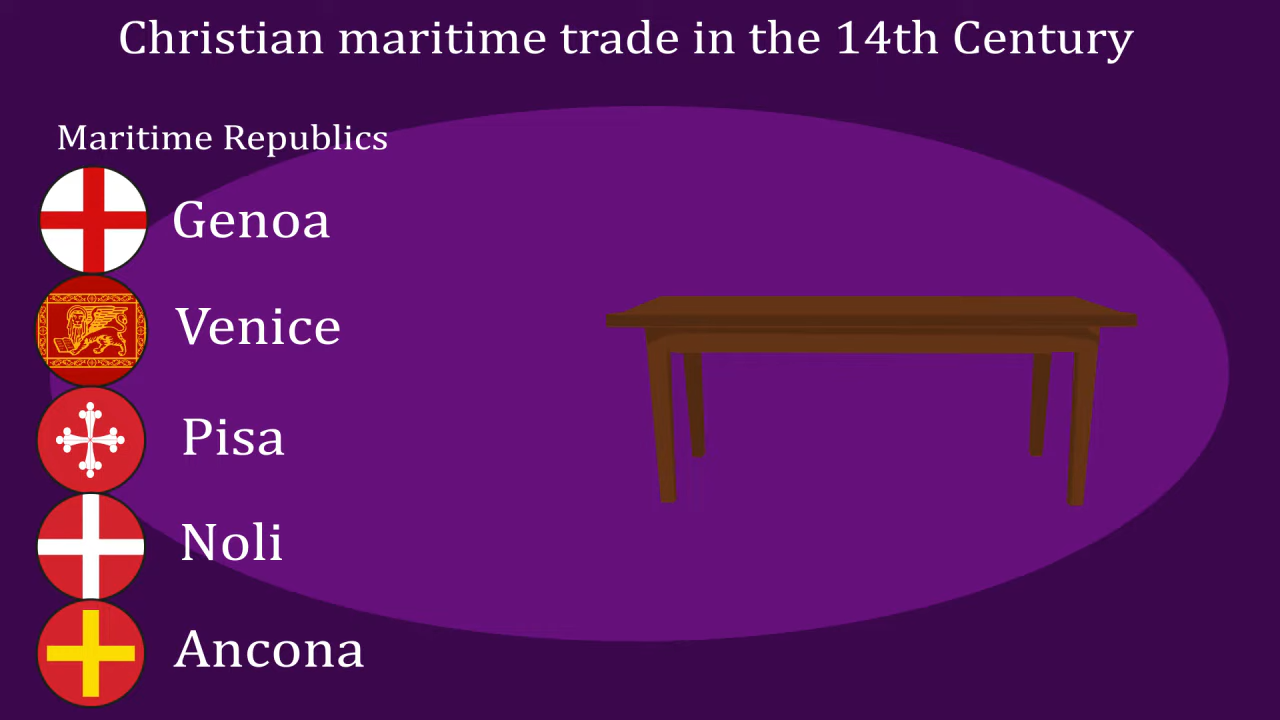 Christian maritime trade in the 14th Century
Maritime Republics
Genoa
Venice
Pisa
Noli
Ancona